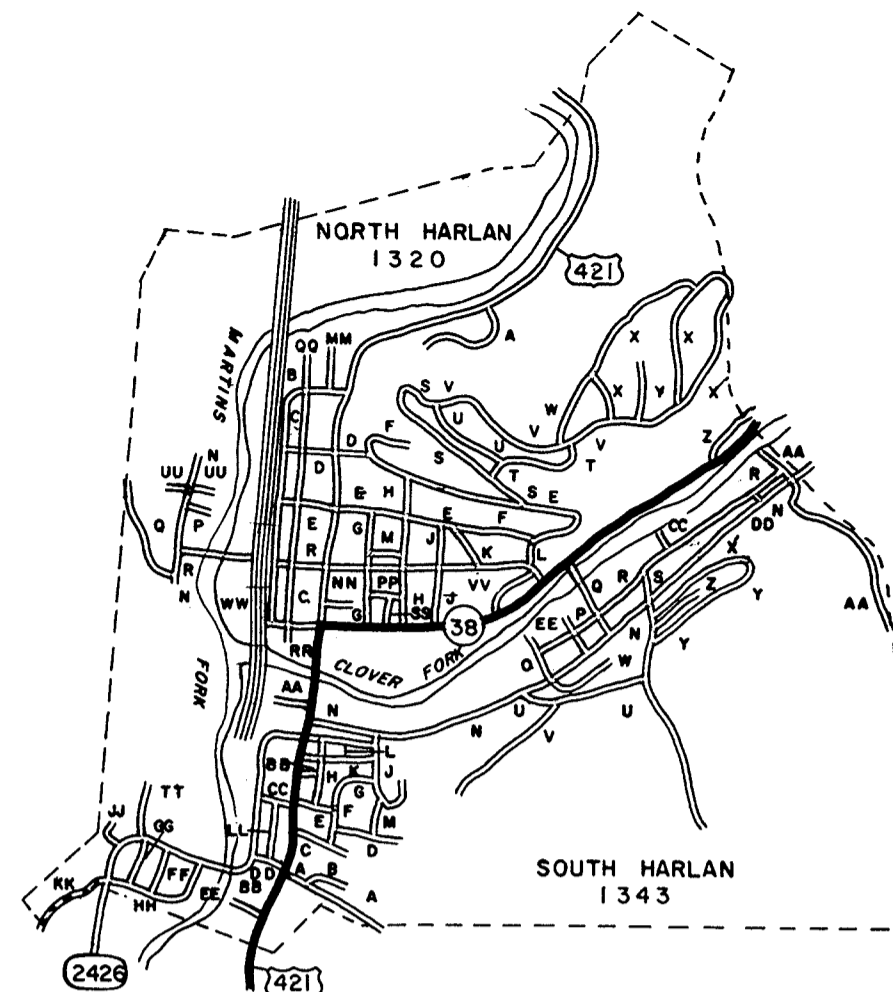 NORTH HARLAN
1320
421
A
MARTINS
QQ MM
B
C
D D F
S V
U
U V W
S
T T V
X X
X Y X
Z
AA
R
N
DD
CC
N
UU UU
Q P
R
N
& H
E F
S E
E
R
G M J
K L
VV
NN PP
C
H J
G SS
WW
38
RR
CLOVER FORK
FORK
AA
N
Q R S
X
Z Y
EE P
N
Y
Q W
U U
N V
AA
L
BB
H K J
G
CC
F
E M
LL
C D
TT
JJ
GG
FF
DD
A B
BB
A
KK
HH
EE
SOUTH HARLAN
1343
2426
421